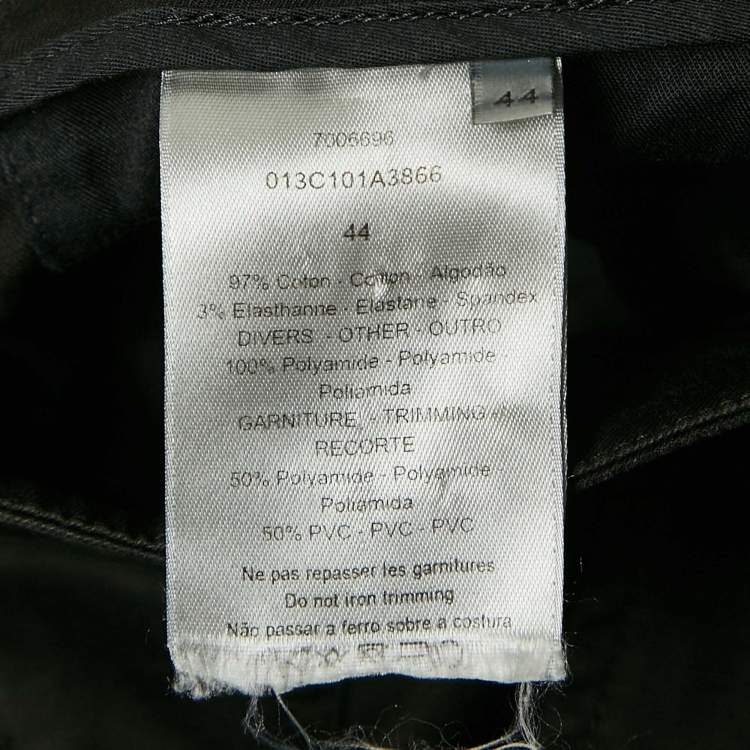 44
7006696
013C101A3866
44
97% Coton - Cotton - Algodão
3% Elasthanne - Elastane - Spandex
DIVERS - OTHER - OUTRO
100% Polyamide - Polyamide -
Poliamida
GARNITURE - TRIMMING -
RECORTE
50% Polyamide - Polyamide -
Poliamida
50% PVC - PVC - PVC
Ne pas repasser les garnitures
Do not iron trimming
Não passar a ferro sobre a costura